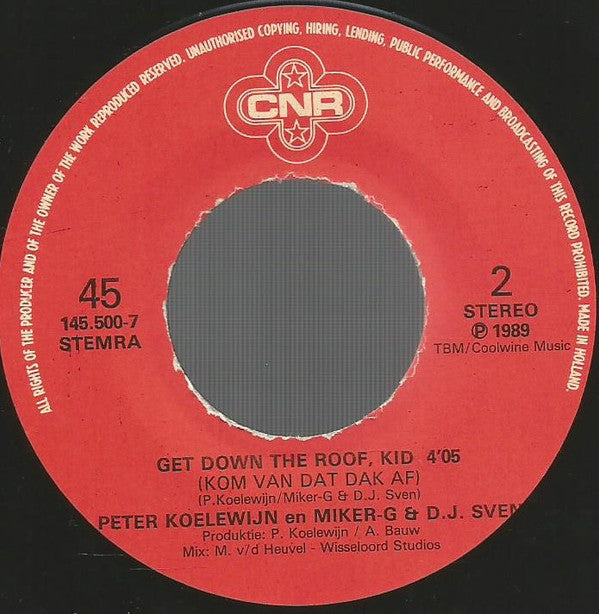 ALL RIGHTS OF THE PRODUCER AND OF THE OWNER OF THE WORK REPRODUCED RESERVED. UNAUTHORISED COPYING, HIRING, LENDING, PUBLIC PERFORMANCE AND BROADCASTING OF THIS RECORD PROHIBITED. MADE IN HOLLAND.
CNR
45
145.500-7
STEMRA
2
STEREO
℗ 1989
TBM/Coolwine Music
GET DOWN THE ROOF, KID 4'05
(KOM VAN DAT DAK AF)
(P.Koelewijn/Miker-G & D.J. Sven)
PETER KOELEWIJN en MIKER-G & D.J. SVEN
Produktie: P. Koelewijn / A. Bauw
Mix: M. v/d Heuvel - Wisseloord Studios